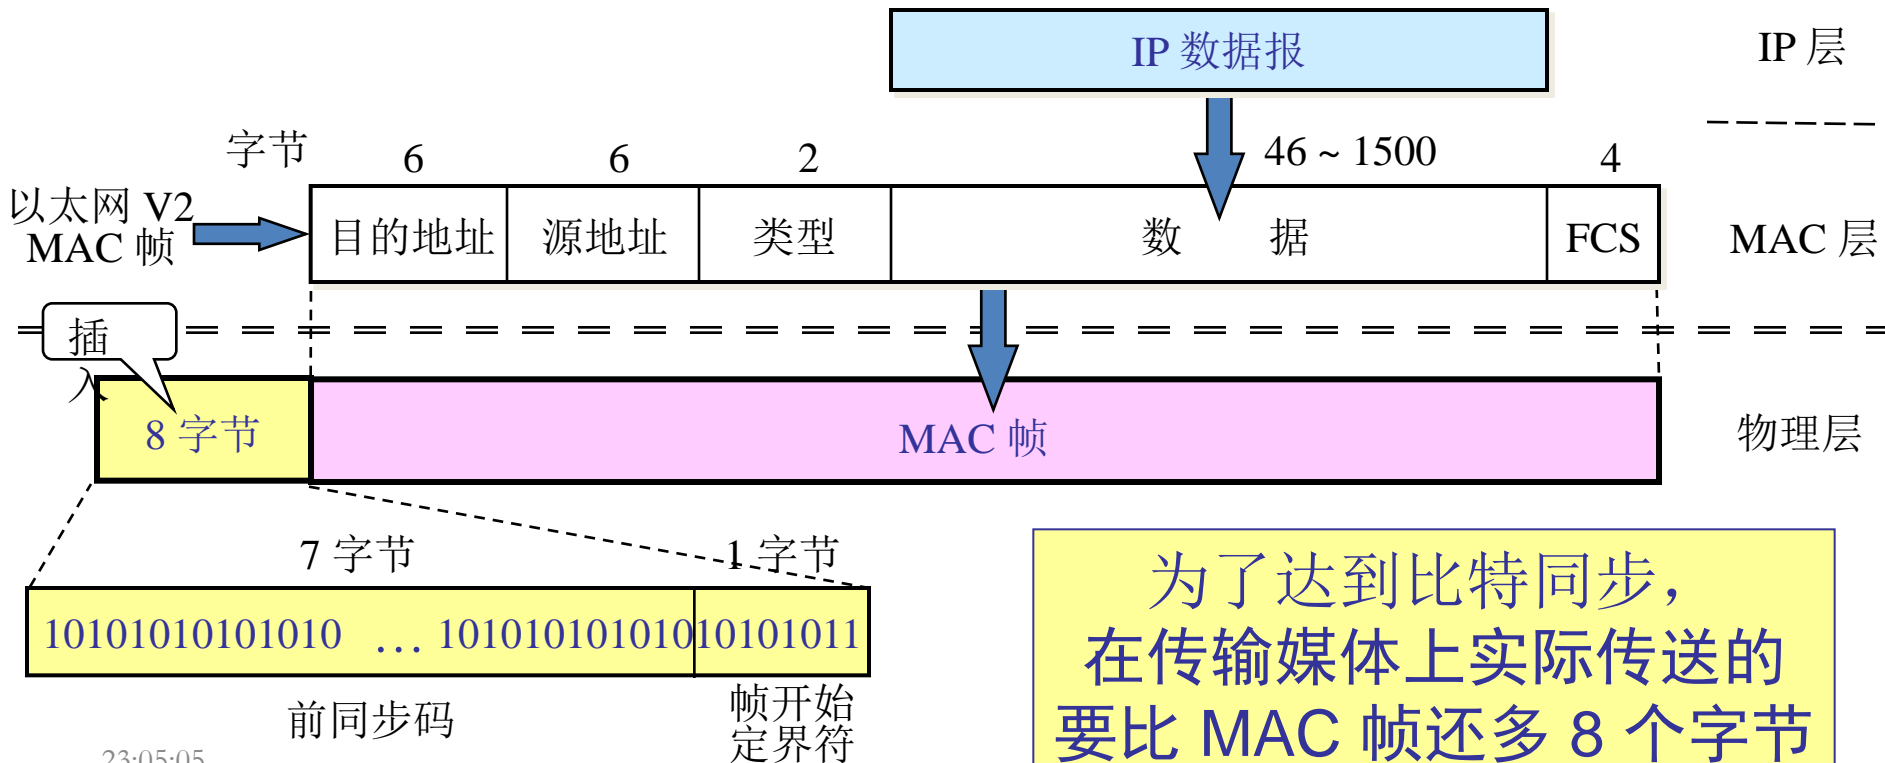 IP 数据报
IP 层
字节 6 6 2 46 ~ 1500 4
以太网 V2
MAC 帧
目的地址 源地址 类型 数 据 FCS
MAC 层
插
入
8 字节
MAC 帧
物理层
7 字节 1 字节
10101010101010 … 101010101010 10101011
前同步码
帧开始
定界符
为了达到比特同步，
在传输媒体上实际传送的
要比 MAC 帧还多 8 个字节
23:05:05